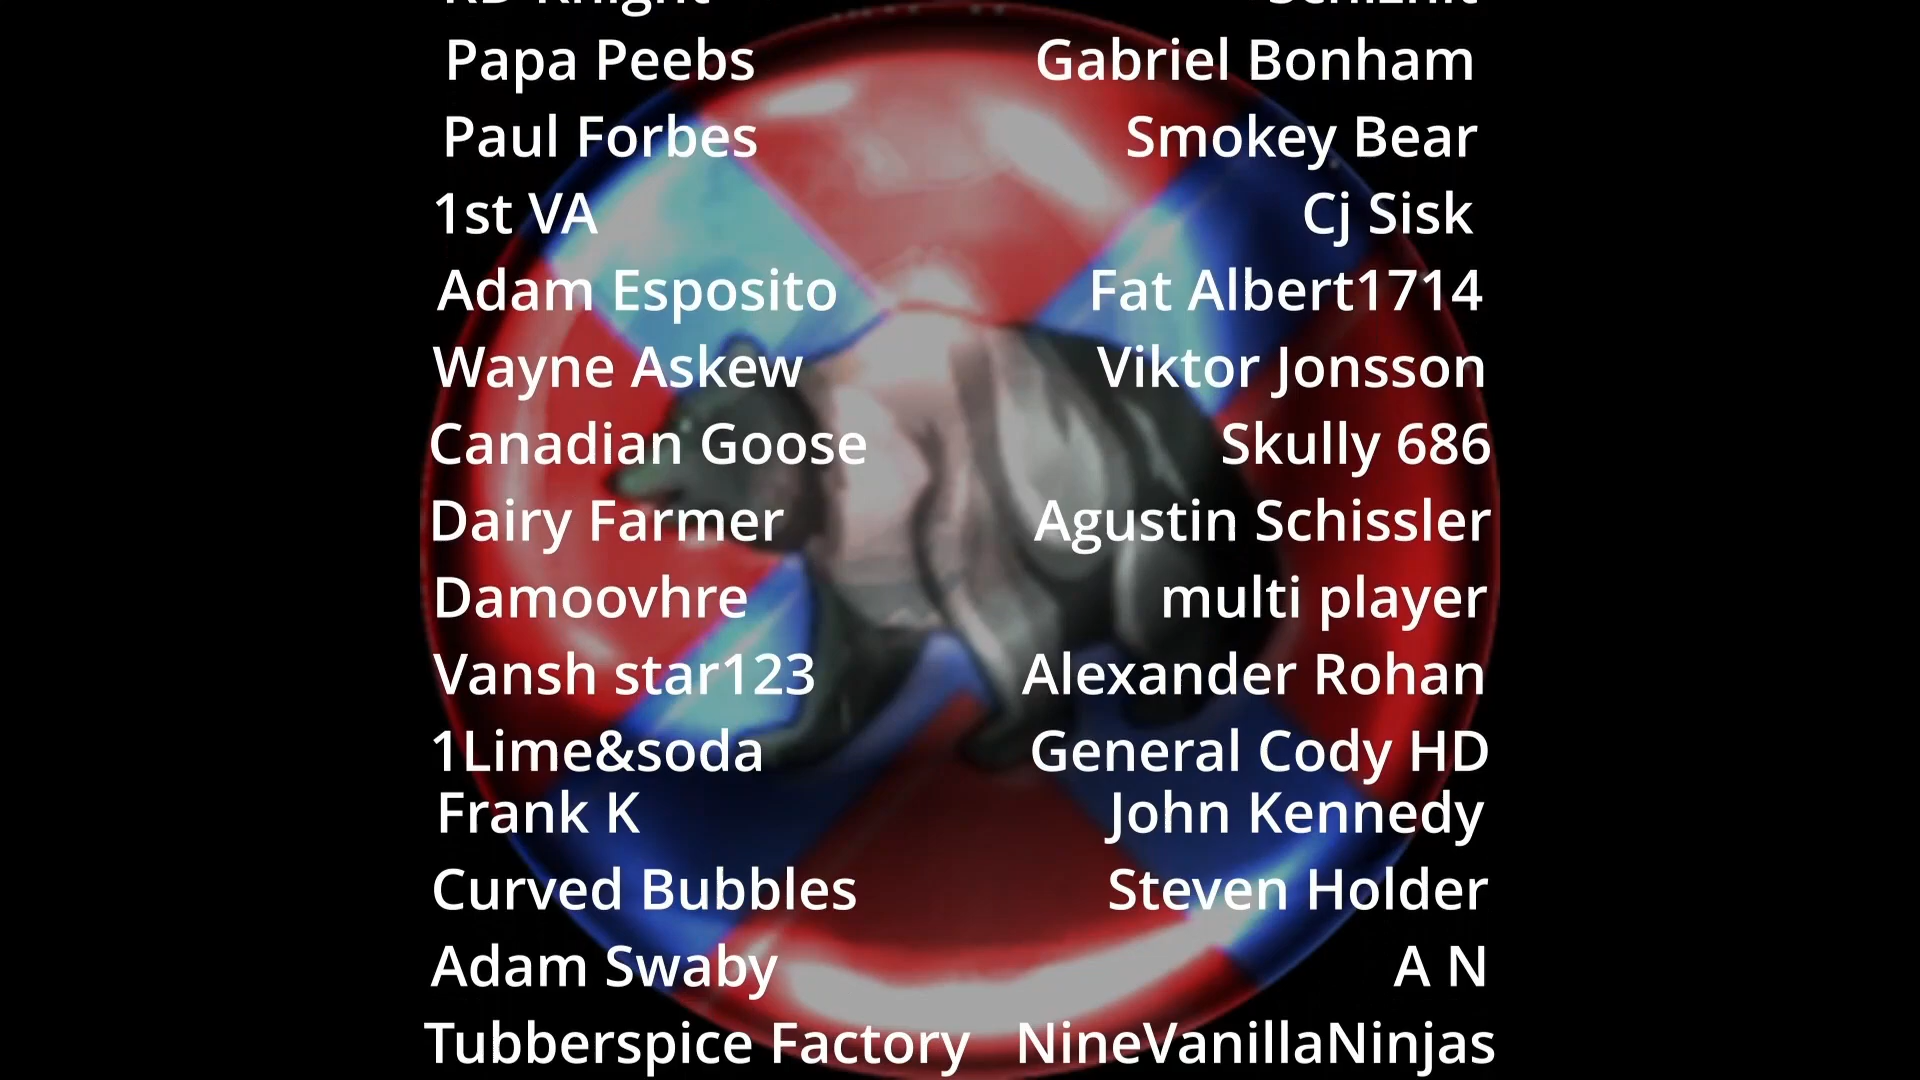 KD Knight
Papa Peebs Gabriel Bonham
Paul Forbes Smokey Bear
1st VA Cj Sisk
Adam Esposito Fat Albert1714
Wayne Askew Viktor Jonsson
Canadian Goose Skully 686
Dairy Farmer Agustin Schissler
Damoovhre multi player
Vansh star123 Alexander Rohan
1Lime&soda General Cody HD
Frank K John Kennedy
Curved Bubbles Steven Holder
Adam Swaby A N
Tubberspice Factory NineVanillaNinjas